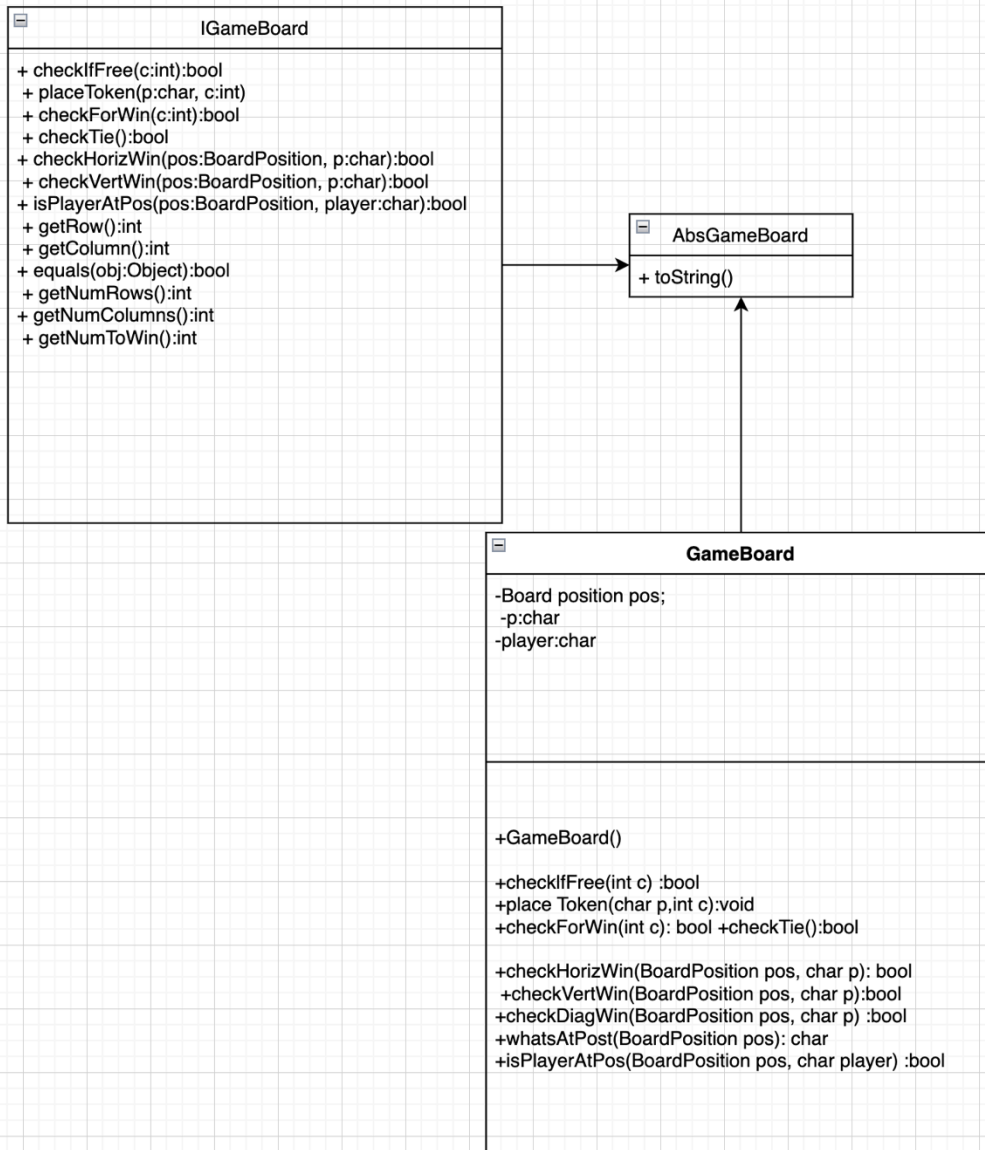 IGameBoard
+ checkIfFree(c:int):bool
+ placeToken(p:char, c:int)
+ checkForWin(c:int):bool
+ checkTie():bool
+ checkHorizWin(pos:BoardPosition, p:char):bool
+ checkVertWin(pos:BoardPosition, p:char):bool
+ isPlayerAtPos(pos:BoardPosition, player:char):bool
+ getRow():int
+ getColumn():int
+ equals(obj:Object):bool
+ getNumRows():int
+ getNumColumns():int
+ getNumToWin():int
AbsGameBoard
+ toString()
GameBoard
-Board position pos;
-p:char
-player:char
+GameBoard()
+checkIfFree(int c) :bool
+place Token(char p,int c):void
+checkForWin(int c): bool +checkTie():bool
+checkHorizWin(BoardPosition pos, char p): bool
+checkVertWin(BoardPosition pos, char p):bool
+checkDiagWin(BoardPosition pos, char p) :bool
+whatsAtPost(BoardPosition pos): char
+isPlayerAtPos(BoardPosition pos, char player) :bool